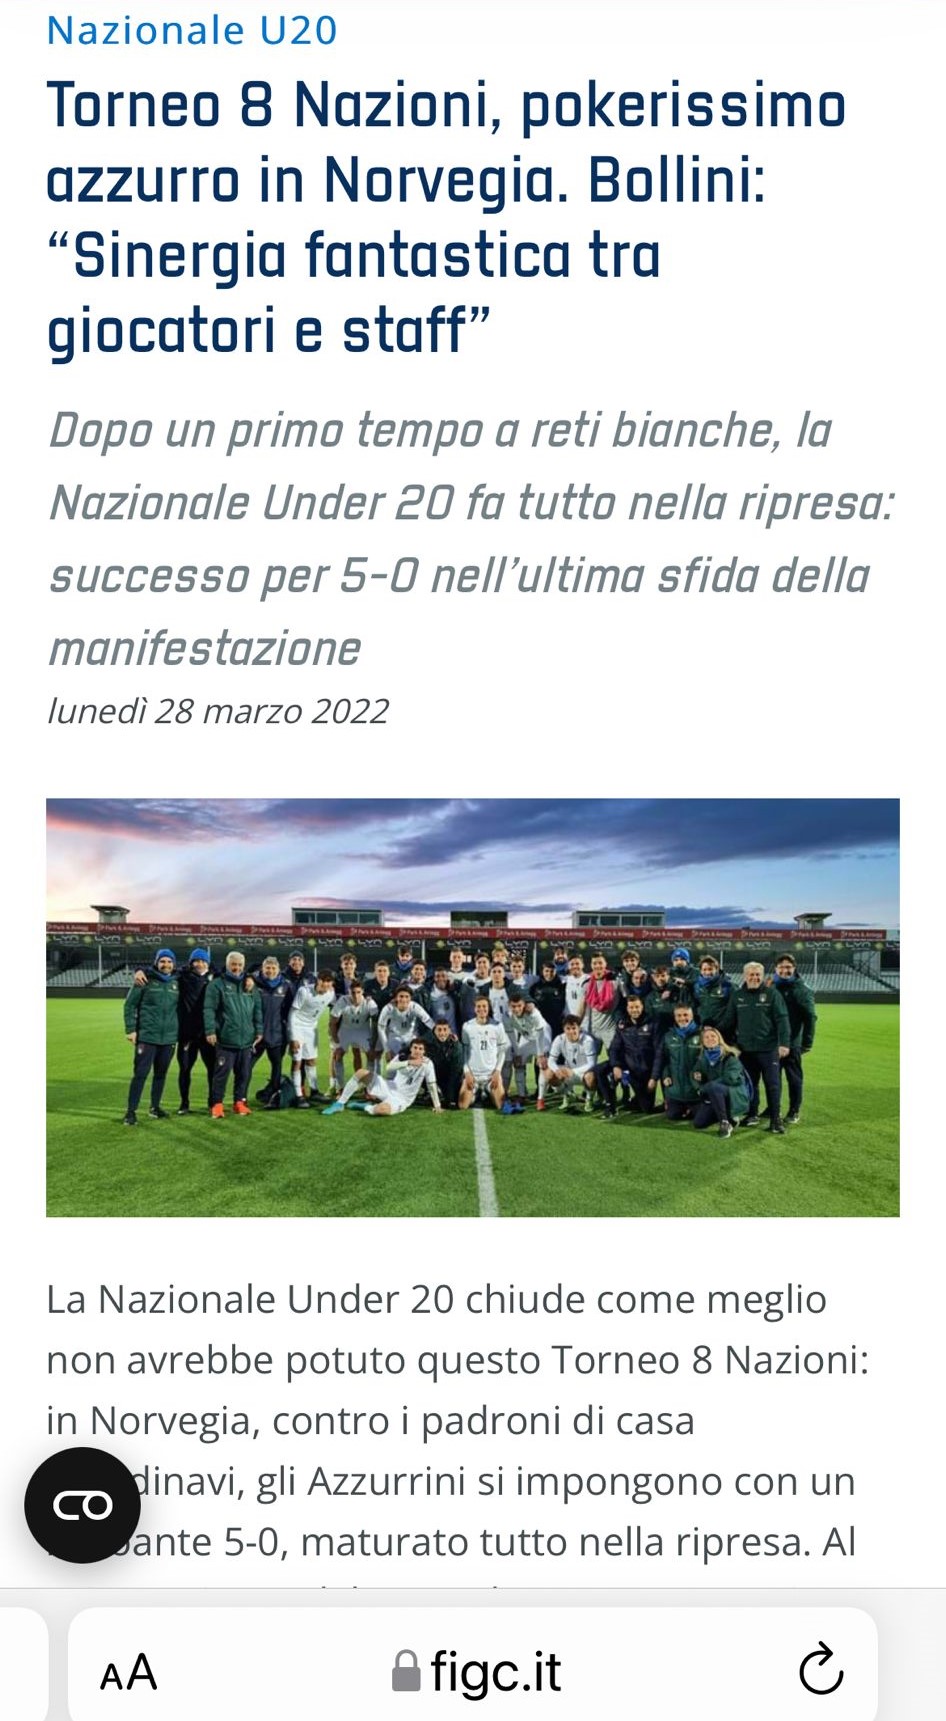 Nazionale U20
Torneo 8 Nazioni, pokerissimo
azzurro in Norvegia. Bollini:
“Sinergia fantastica tra
giocatori e staff”
Dopo un primo tempo a reti bianche, la
Nazionale Under 20 fa tutto nella ripresa:
successo per 5-0 nell’ultima sfida della
manifestazione
lunedì 28 marzo 2022
21
La Nazionale Under 20 chiude come meglio
non avrebbe potuto questo Torneo 8 Nazioni:
in Norvegia, contro i padroni di casa
dinavi, gli Azzurrini si impongono con un
ante 5-0, maturato tutto nella ripresa. Al
AA
figc.it